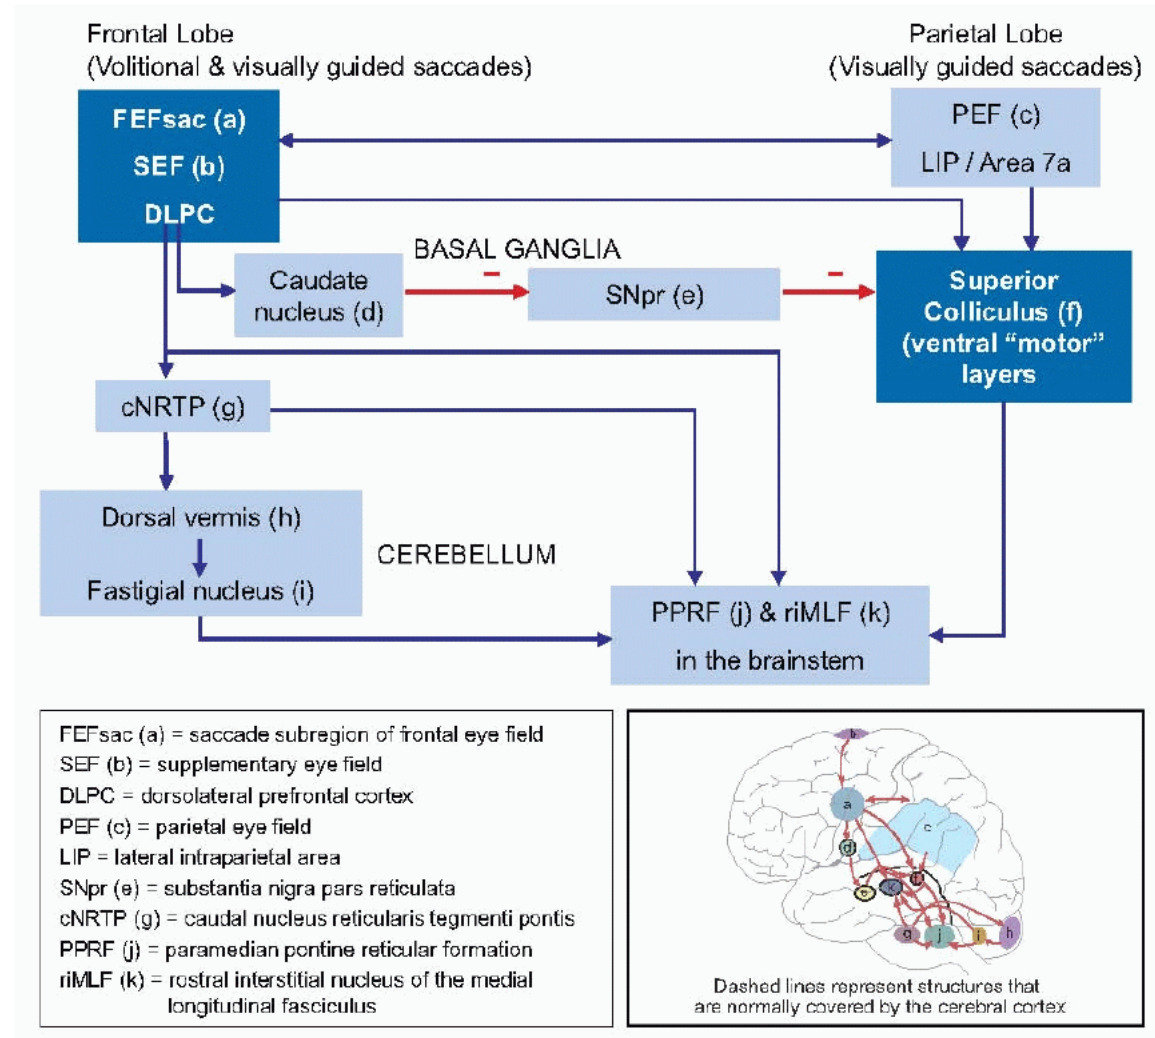 Frontal Lobe
(Volitional & visually guided saccades)
Parietal Lobe
(Visually guided saccades)
FEFsac (a)
SEF (b)
DLPC
PEF (c)
LIP / Area 7a
BASAL GANGLIA
Caudate
nucleus (d)
–
SNpr (e)
–
Superior
Colliculus (f)
(ventral “motor”
layers
cNRTP (g)
Dorsal vermis (h)
Fastigial nucleus (i)
CEREBELLUM
PPRF (j) & riMLF (k)
in the brainstem
FEFsac (a) = saccade subregion of frontal eye field
SEF (b) = supplementary eye field
DLPC = dorsolateral prefrontal cortex
PEF (c) = parietal eye field
LIP = lateral intraparietal area
SNpr (e) = substantia nigra pars reticulata
cNRTP (g) = caudal nucleus reticularis tegmenti pontis
PPRF (j) = paramedian pontine reticular formation
riMLF (k) = rostral interstitial nucleus of the medial
longitudinal fasciculus
b
a
c
d
e
k
f
g
j
i
h
Dashed lines represent structures that
are normally covered by the cerebral cortex